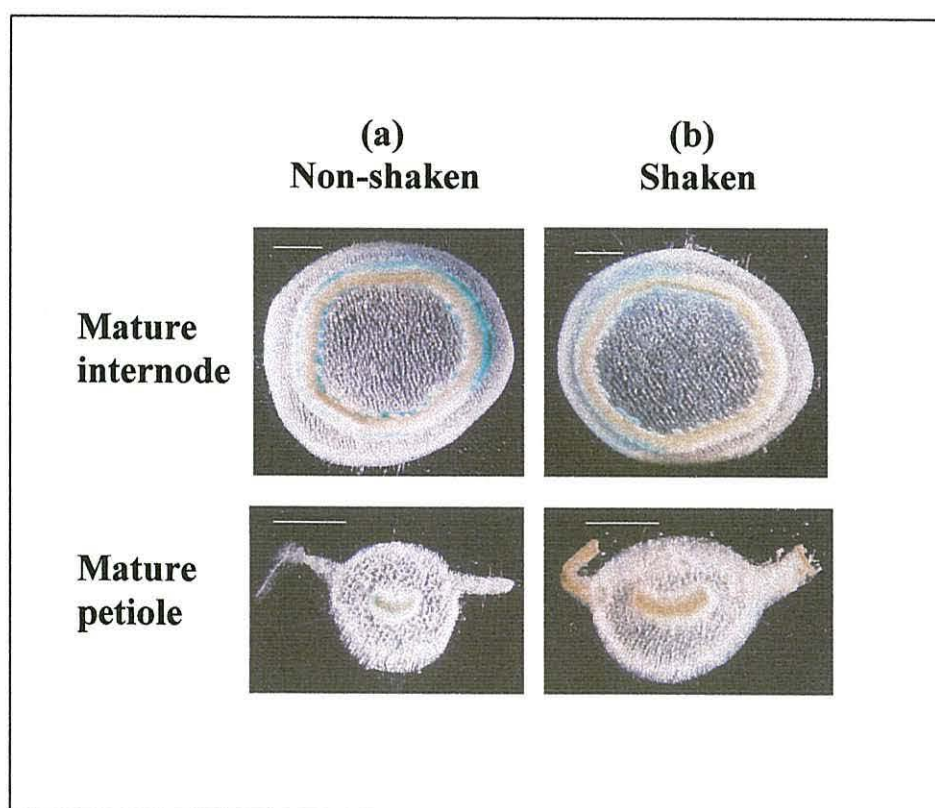 (a)
Non-shaken
(b)
Shaken
Mature
internode
Mature
petiole